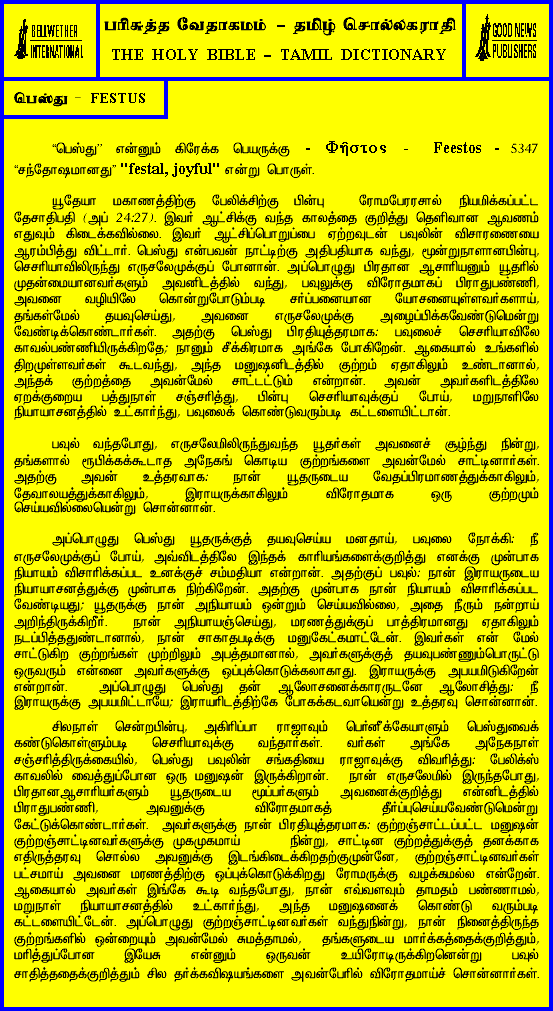 BELLWETHER
INTERNATIONAL
பரிசுத்த வேதாகமம் – தமிழ் சொல்லகராதி
THE HOLY BIBLE – TAMIL DICTIONARY
GOOD NEWS
PUBLISHERS
பெஸ்து – FESTUS
“பெஸ்து” என்னும் கிரேக்க பெயருக்கு - Φῆστος - Feestos - 5347
“சந்தோஷமானது” "festal, joyful" என்று பொருள்.
யூதேயா மகாணத்திற்கு பேலிக்சிற்கு பின்பு ரோமபேரரசால் நியமிக்கப்பட்ட
தேசாதிபதி (அப் 24:27). இவர் ஆட்சிக்கு வந்த காலத்தை குறித்து தெளிவான ஆவணம்
எதுவும் கிடைக்கவில்லை. இவர் ஆட்சிப்பொறுப்பை ஏற்றவுடன் பவுலின் விசாரணையை
ஆரம்பித்து விட்டார். பெஸ்து என்பவன் நாட்டிற்கு அதிபதியாக வந்து, மூன்றுநாளானபின்பு,
செசரியாவிலிருந்து எருசலேமுக்குப் போனான். அப்பொழுது பிரதான ஆசாரியனும் யூதரில்
முதன்மையானவர்களும் அவனிடத்தில் வந்து, பவுலுக்கு விரோதமாகப் பிராதுபண்ணி,
அவனை வழியிலே கொன்றுபோடும்படி சர்ப்பனையான யோசனையுள்ளவர்களாய்,
தங்கள்மேல் தயவுசெய்து, அவனை எருசலேமுக்கு அழைப்பிக்கவேண்டுமென்று
வேண்டிக்கொண்டார்கள். அதற்கு பெஸ்து பிரதியுத்தரமாக: பவுலைச் செசரியாவிலே
காவல்பண்ணியிருக்கிறதே; நானும் சீக்கிரமாக அங்கே போகிறேன். ஆகையால் உங்களில்
திறமுள்ளவர்கள் கூடவந்து, அந்த மனுஷனிடத்தில் குற்றம் ஏதாகிலும் உண்டானால்,
அந்தக் குற்றத்தை அவன்மேல் சாட்டட்டும் என்றான். அவன் அவர்களிடத்திலே
ஏறக்குறைய பத்துநாள் சஞ்சரித்து, பின்பு செசரியாவுக்குப் போய், மறுநாளிலே
நியாயாசனத்தில் உட்கார்ந்து, பவுலைக் கொண்டுவரும்படி கட்டளையிட்டான்.
பவுல் வந்தபோது, எருசலேமிலிருந்துவந்த யூதர்கள் அவனைச் சூழ்ந்து நின்று,
தங்களால் ரூபிக்கக்கூடாத அநேகங் கொடிய குற்றங்களை அவன்மேல் சாட்டினார்கள்.
அதற்கு அவன் உத்தரவாக: நான் யூதருடைய வேதப்பிரமாணத்துக்காகிலும்,
தேவாலயத்துக்காகிலும், இராயருக்காகிலும் விரோதமாக ஒரு குற்றமும்
செய்யவில்லையென்று சொன்னான்.
அப்பொழுது பெஸ்து யூதருக்குத் தயவுசெய்ய மனதாய், பவுலை நோக்கி: நீ
எருசலேமுக்குப் போய், அவ்விடத்திலே இந்தக் காரியங்களைக்குறித்து எனக்கு முன்பாக
நியாயம் விசாரிக்கப்பட உனக்குச் சம்மதியா என்றான். அதற்குப் பவுல்: நான் இராயருடைய
நியாயாசனத்துக்கு முன்பாக நிற்கிறேன். அதற்கு முன்பாக நான் நியாயம் விசாரிக்கப்பட
வேண்டியது; யூதருக்கு நான் அநியாயம் ஒன்றும் செய்யவில்லை, அதை நீரும் நன்றாய்
அறிந்திருக்கிறீர். நான் அநியாயஞ்செய்து, மரணத்துக்குப் பாத்திரமானது ஏதாகிலும்
நடப்பித்ததுண்டானால், நான் சாகாதபடிக்கு மனுகேட்கமாட்டேன். இவர்கள் என் மேல்
சாட்டுகிற குற்றங்கள் முற்றிலும் அபத்தமானால், அவர்களுக்குத் தயவுபண்ணும்பொருட்டு
ஒருவரும் என்னை அவர்களுக்கு ஒப்புக்கொடுக்கலாகாது. இராயருக்கு அபயமிடுகிறேன்
என்றான். அப்பொழுது பெஸ்து தன் ஆலோசனைக்காரருடனே ஆலோசித்து: நீ
இராயருக்கு அபயமிட்டாயே; இராயரிடத்திற்கே போகக்கடவாயென்று உத்தரவு சொன்னான்.
சிலநாள் சென்றபின்பு, அகிரிப்பா ராஜாவும் பெர்னீக்கேயாளும் பெஸ்துவைக்
கண்டுகொள்ளும்படி செசரியாவுக்கு வந்தார்கள். வர்கள் அங்கே அநேகநாள்
சஞ்சரித்திருக்கையில், பெஸ்து பவுலின் சங்கதியை ராஜாவுக்கு விவரித்து: பேலிக்ஸ்
காவலில் வைத்துப்போன ஒரு மனுஷன் இருக்கிறான். நான் எருசலேமில் இருந்தபோது,
பிரதானஆசாரியர்களும் யூதருடைய மூப்பர்களும் அவனைக்குறித்து என்னிடத்தில்
பிராதுபண்ணி, அவனுக்கு விரோதமாகத் தீர்ப்புசெய்யவேண்டுமென்று
கேட்டுக்கொண்டார்கள். அவர்களுக்கு நான் பிரதியுத்தரமாக: குற்றஞ்சாட்டப்பட்ட மனுஷன்
குற்றஞ்சாட்டினவர்களுக்கு முகமுகமாய் நின்று, சாட்டின குற்றத்துக்குத் தனக்காக
எதிருத்தரவு சொல்ல அவனுக்கு இடங்கிடைக்கிறதற்குமுன்னே, குற்றஞ்சாட்டினவர்கள்
பட்சமாய் அவனை மரணத்திற்கு ஒப்புக்கொடுக்கிறது ரோமருக்கு வழக்கமல்ல என்றேன்.
ஆகையால் அவர்கள் இங்கே கூடி வந்தபோது, நான் எவ்வளவும் தாமதம் பண்ணாமல்,
மறுநாள் நியாயாசனத்தில் உட்கார்ந்து, அந்த மனுஷனைக் கொண்டு வரும்படி
கட்டளையிட்டேன். அப்பொழுது குற்றஞ்சாட்டினவர்கள் வந்துநின்று, நான் நினைத்திருந்த
குற்றங்களில் ஒன்றையும் அவன்மேல் சுமத்தாமல், தங்களுடைய மார்க்கத்தைக்குறித்தும்,
மரித்துப்போன இயேசு என்னும் ஒருவன் உயிரோடிருக்கிறனென்று பவுல்
சாதித்ததைக்குறித்தும் சில தர்க்கவிஷயங்களை அவன்பேரில் விரோதமாய்ச் சொன்னார்கள்.